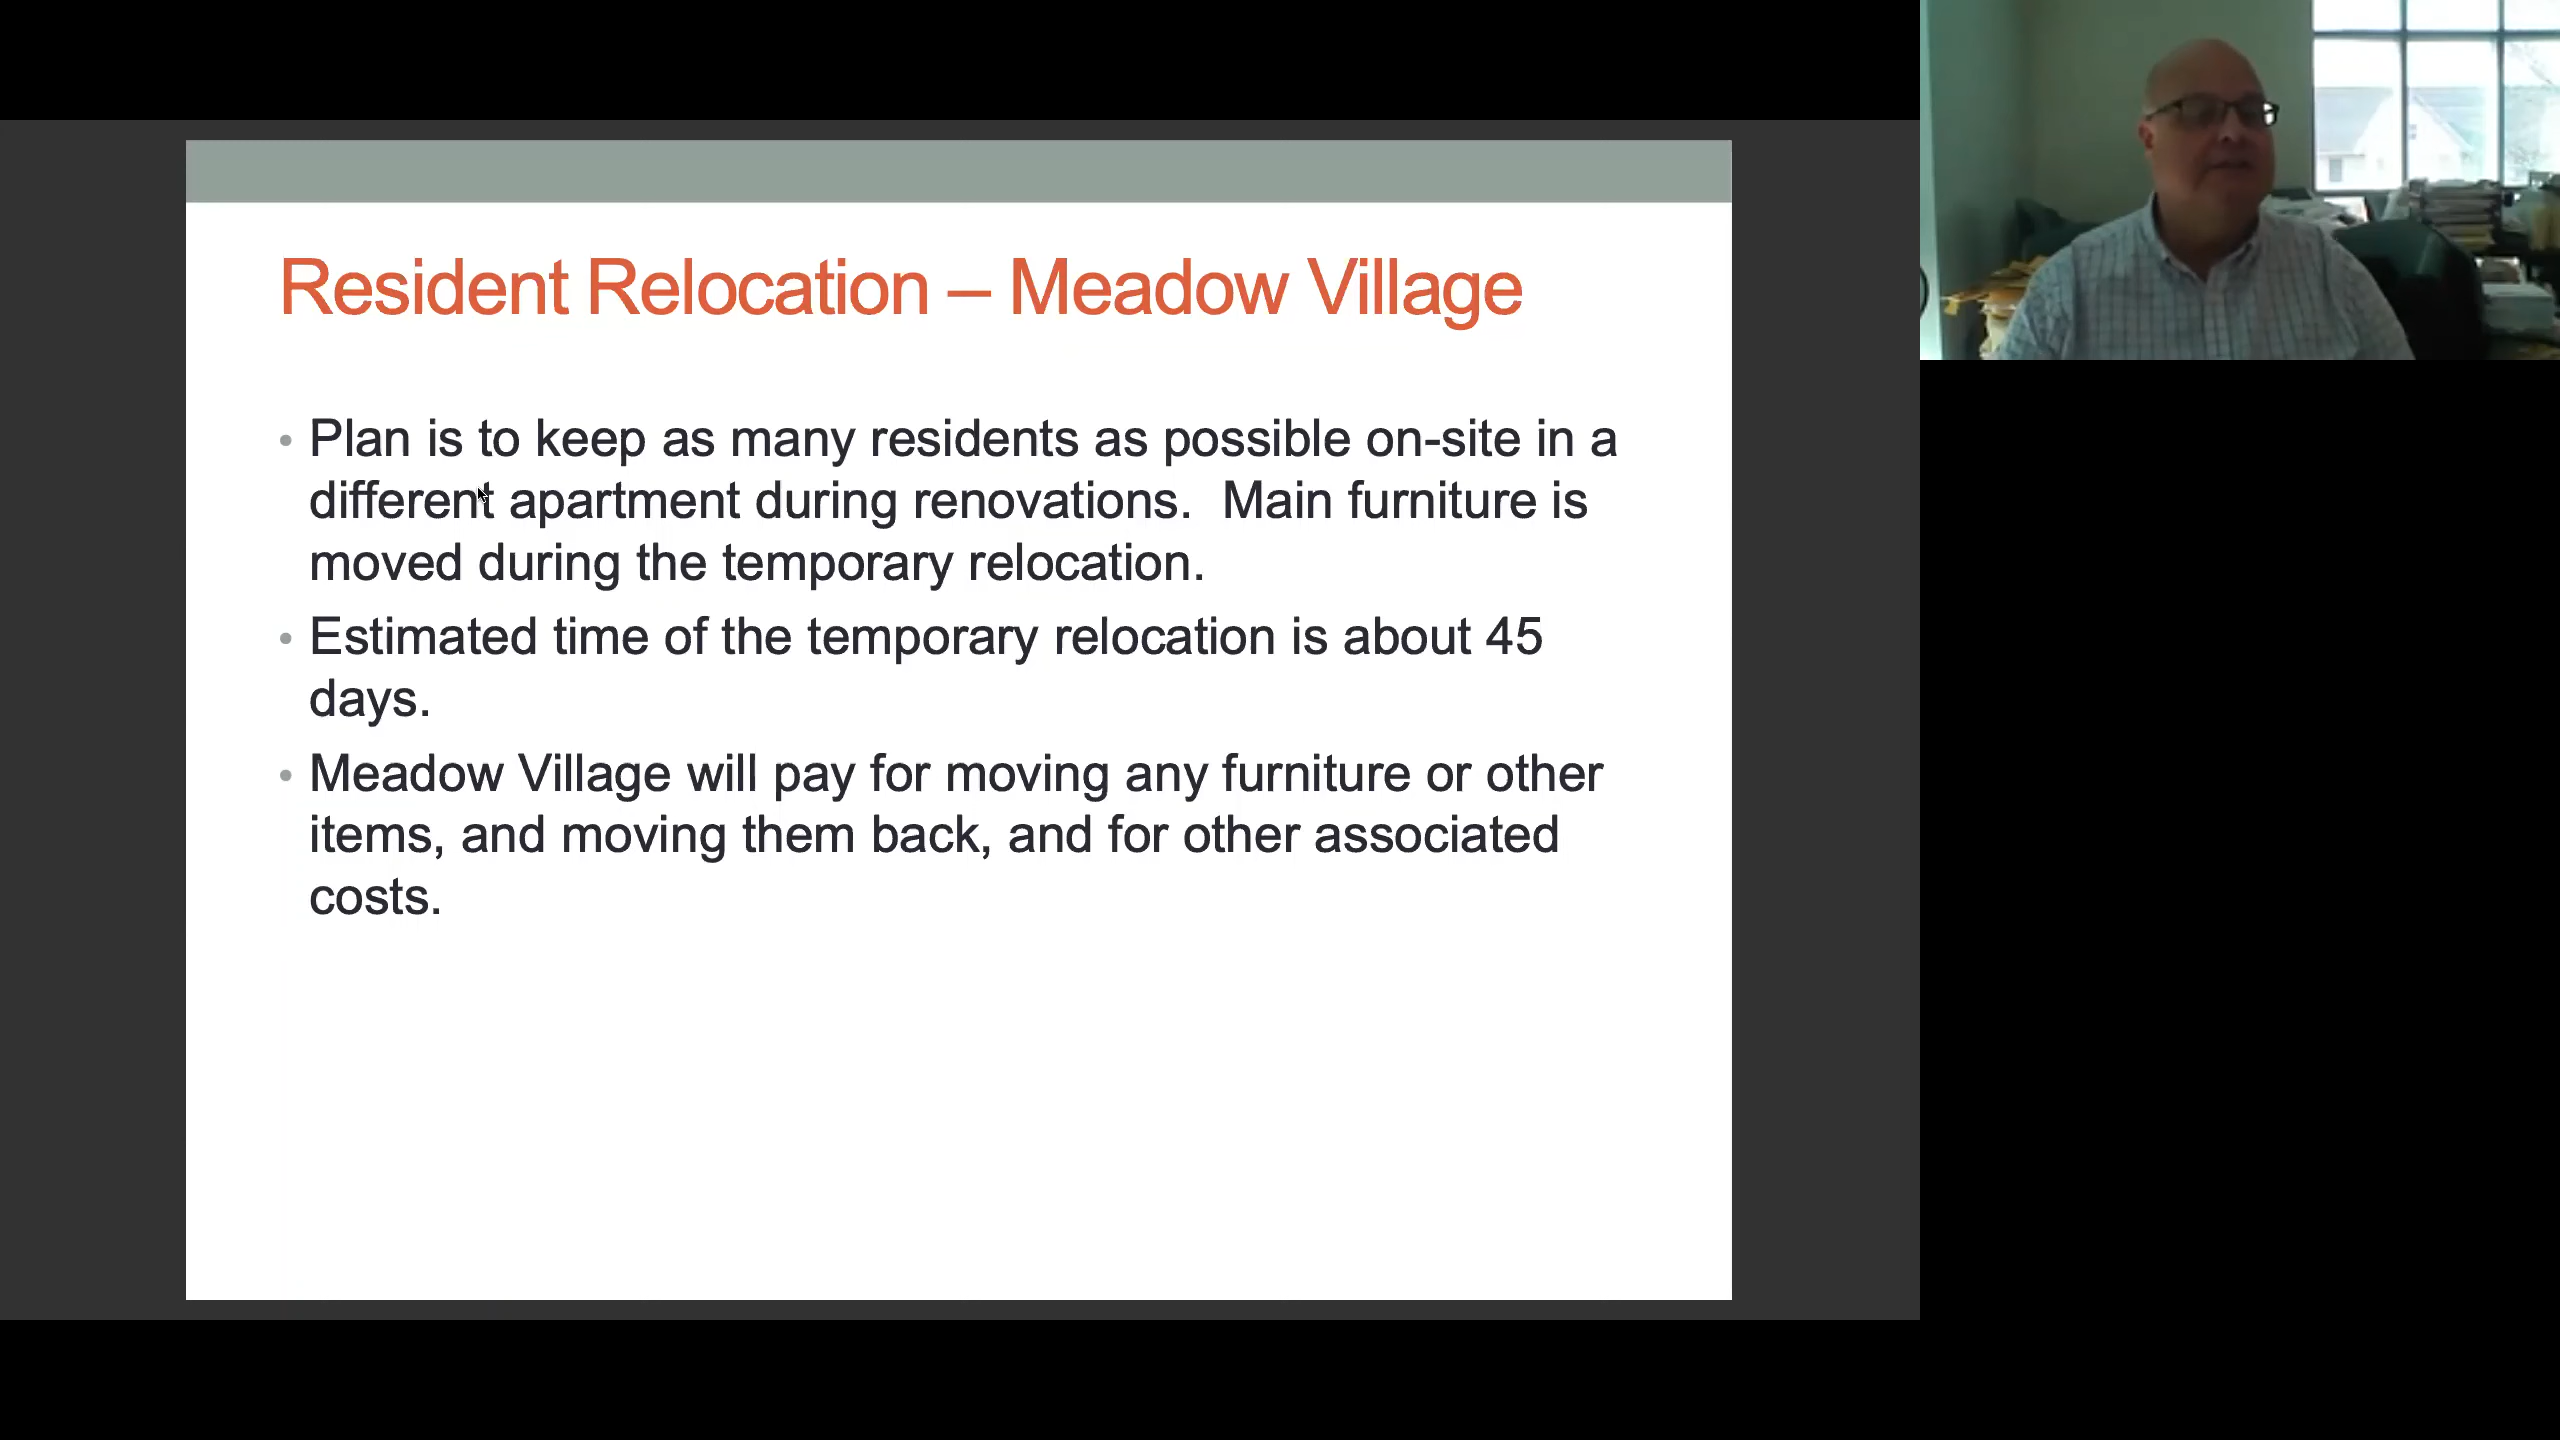 Resident Relocation – Meadow Village
• Plan is to keep as many residents as possible on-site in a
different apartment during renovations.  Main furniture is
moved during the temporary relocation.
• Estimated time of the temporary relocation is about 45
days.
• Meadow Village will pay for moving any furniture or other
items, and moving them back, and for other associated
costs.